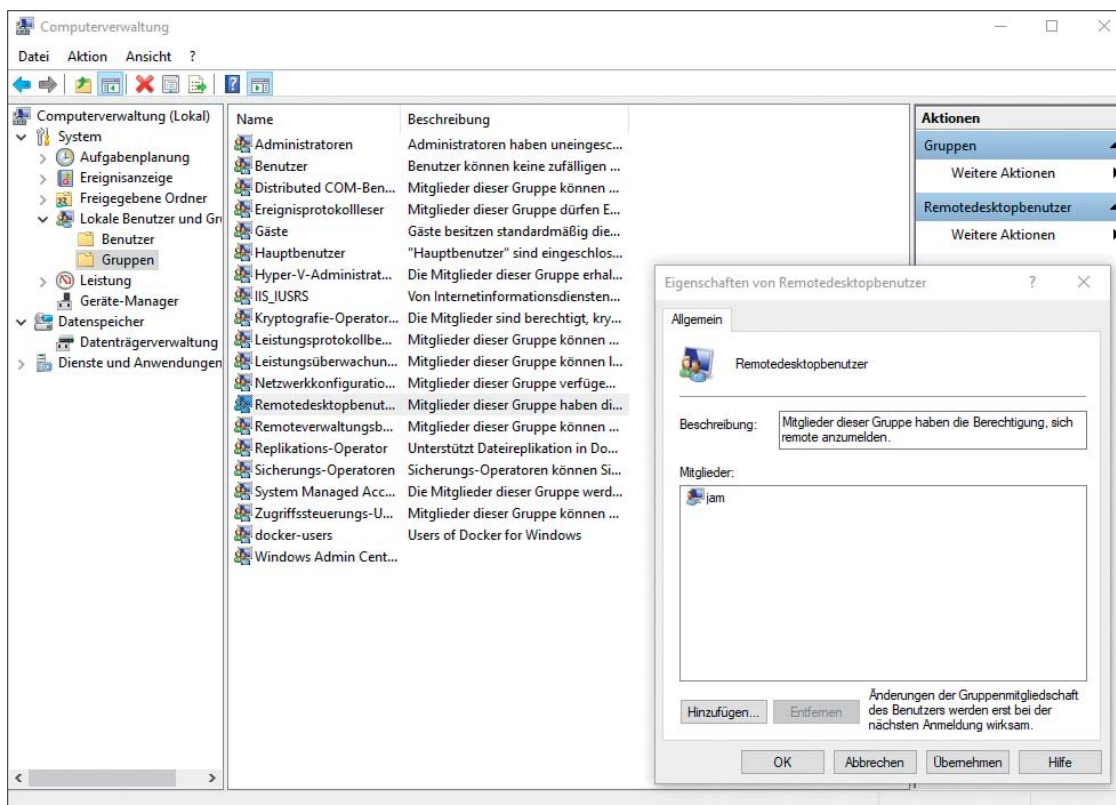 Computerverwaltung
Datei Aktion Ansicht ?
Computerverwaltung (Lokal)
System
Aufgabenplanung
Ereignisanzeige
Freigegebene Ordner
Lokale Benutzer und Gru
Benutzer
Gruppen
Leistung
Geräte-Manager
Datenspeicher
Datenträgerverwaltung
Dienste und Anwendungen
Name Beschreibung
Administratoren Administratoren haben uneingesc...
Benutzer Benutzer können keine zufälligen ...
Distributed COM-Ben... Mitglieder dieser Gruppe können ...
Ereignisprotokollleser Mitglieder dieser Gruppe dürfen E...
Gäste Gäste besitzen standardmäßig die...
Hauptbenutzer "Hauptbenutzer" sind eingeschlos...
Hyper-V-Administrat... Die Mitglieder dieser Gruppe erhal...
IIS_IUSRS Von Internetinformationsdiensten...
Kryptografie-Operator... Die Mitglieder sind berechtigt, kry...
Leistungsprotokollbe... Mitglieder dieser Gruppe können ...
Leistungsüberwachun... Mitglieder dieser Gruppe können l...
Netzwerkkonfiguratio... Mitglieder dieser Gruppe verfüge...
Remotedesktopbenut... Mitglieder dieser Gruppe haben di...
Remoteverwaltungsb... Mitglieder dieser Gruppe können ...
Replikations-Operator Unterstützt Dateireplikation in Do...
Sicherungs-Operatoren Sicherungs-Operatoren können Si...
System Managed Acc... Die Mitglieder dieser Gruppe werd...
Zugriffssteuerungs-U... Mitglieder dieser Gruppe können ...
docker-users Users of Docker for Windows
Windows Admin Cent...
Aktionen
Gruppen
Weitere Aktionen
Remotedesktopbenutzer
Weitere Aktionen
Eigenschaften von Remotedesktopbenutzer ?
Allgemein
Remotedesktopbenutzer
Beschreibung: Mitglieder dieser Gruppe haben die Berechtigung, sich
remote anzumelden.
Mitglieder:
jam
Hinzufügen... Entfernen
Änderungen der Gruppenmitgliedschaft
des Benutzers werden erst bei der
nächsten Anmeldung wirksam.
OK Abbrechen Übernehmen Hilfe